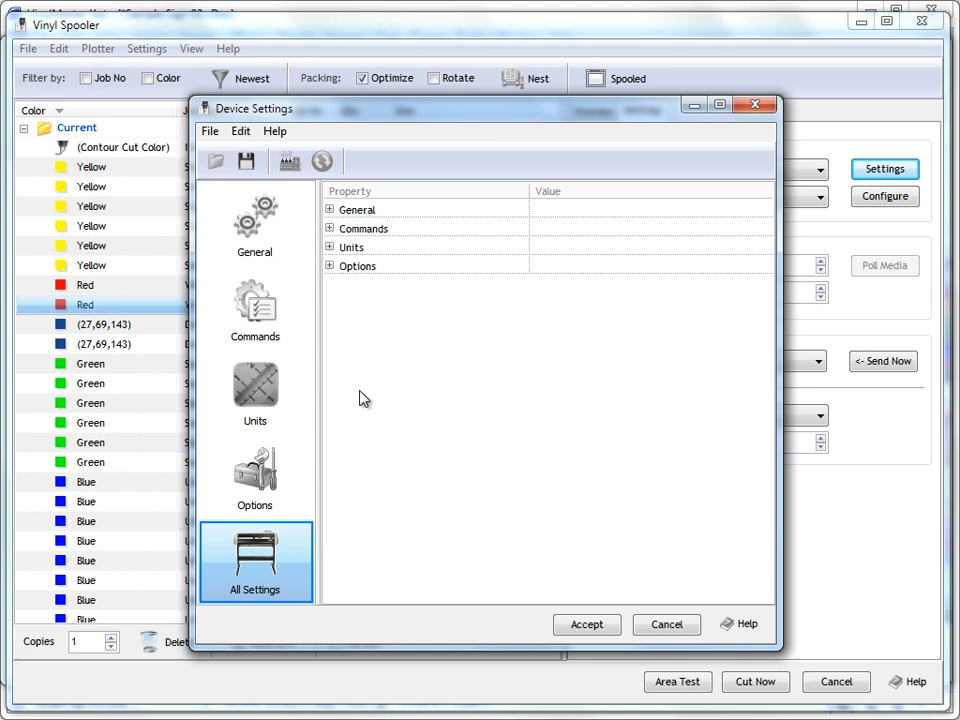 Vinyl Spooler
File Edit Plotter Settings View Help
Filter by: Job No Color Newest Packing: Optimize Rotate Nest Spooled
Color
Current
(Contour Cut Color)
Yellow
Yellow
Yellow
Yellow
Yellow
Yellow
Red
Red
(27,69,143)
(27,69,143)
Green
Green
Green
Green
Green
Green
Blue
Blue
Blue
Blue
Blue
Blue
Blue
Blue
Copies 1
Device Settings
File Edit Help
General
Commands
Units
Options
All Settings
Property Value
General
Commands
Units
Options
Accept Cancel Help
Settings
Configure
Poll Media
<- Send Now
Area Test Cut Now Cancel Help